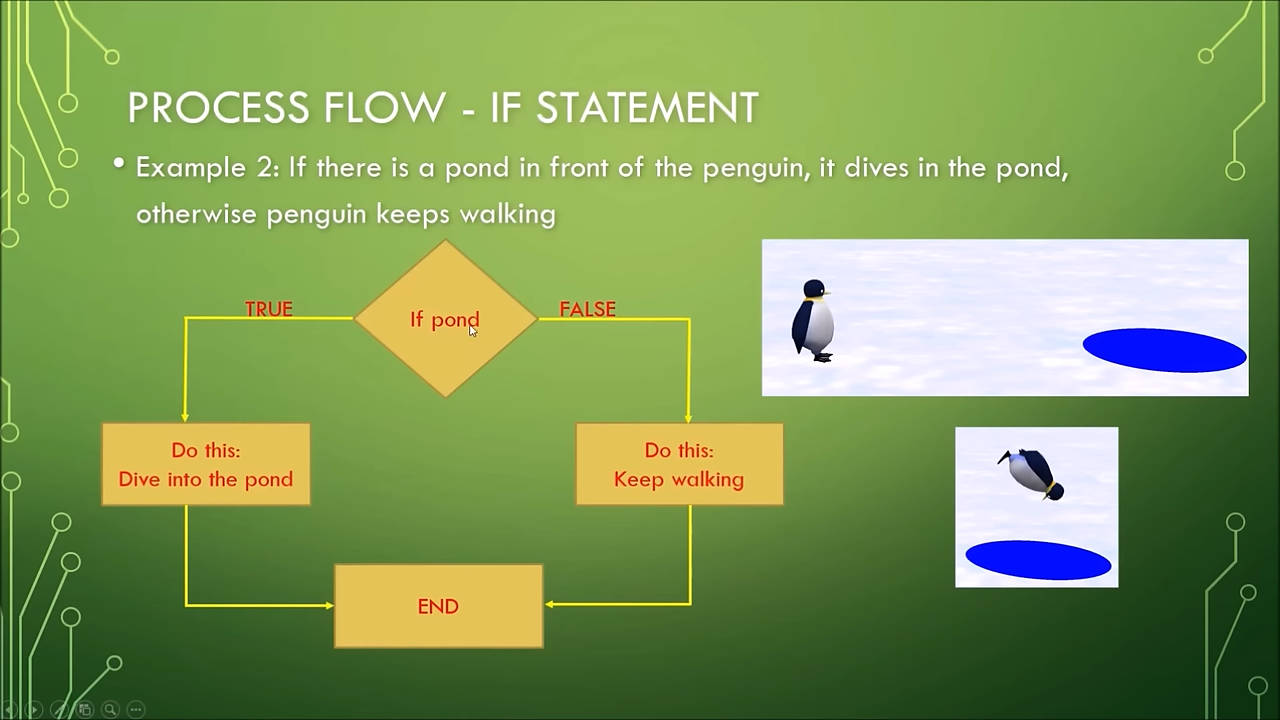 PROCESS FLOW - IF STATEMENT
• Example 2: If there is a pond in front of the penguin, it dives in the pond,
otherwise penguin keeps walking
TRUE
If pond
FALSE
Do this:
Dive into the pond
Do this:
Keep walking
END